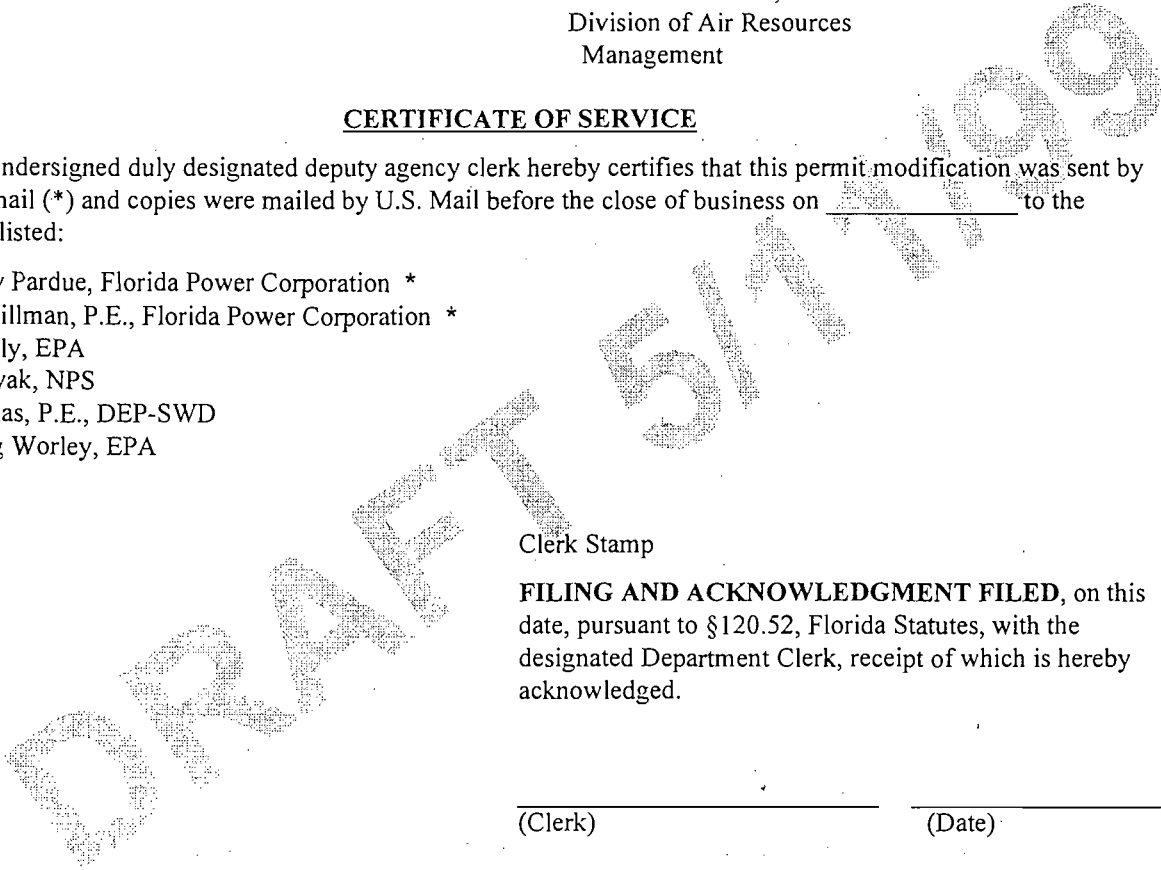 Division of Air Resources
Management
CERTIFICATE OF SERVICE
ndersigned duly designated deputy agency clerk hereby certifies that this permit modification was sent by
nail (*) and copies were mailed by U.S. Mail before the close of business on ________________ to the
listed:
Pardue, Florida Power Corporation *
illman, P.E., Florida Power Corporation *
ly, EPA
yak, NPS
as, P.E., DEP-SWD
Worley, EPA
DRAFT 5/11/99
Clerk Stamp
FILING AND ACKNOWLEDGMENT FILED, on this
date, pursuant to §120.52, Florida Statutes, with the
designated Department Clerk, receipt of which is hereby
acknowledged.
(Clerk) (Date)